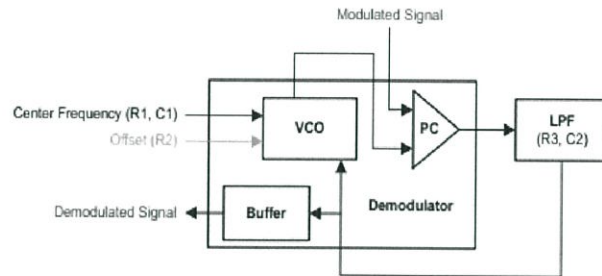 Modulated Signal
Center Frequency (R1, C1)
Offset (R2)
VCO
PC
LPF
(R3, C2)
Demodulated Signal
Buffer
Demodulator